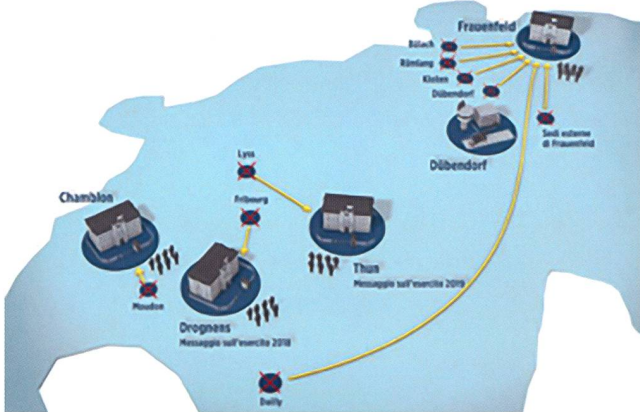 Frauenfeld
Bülach
Rümlang
Kloten
Dübendorf
Sedi esterne
di Frauenfeld
Dübendorf
Lyss
Fribourg
Chamblon
Thun
Messaggio sull'esercito 2019
Moudon
Drognens
Messaggio sull'esercito 2018
Dailly